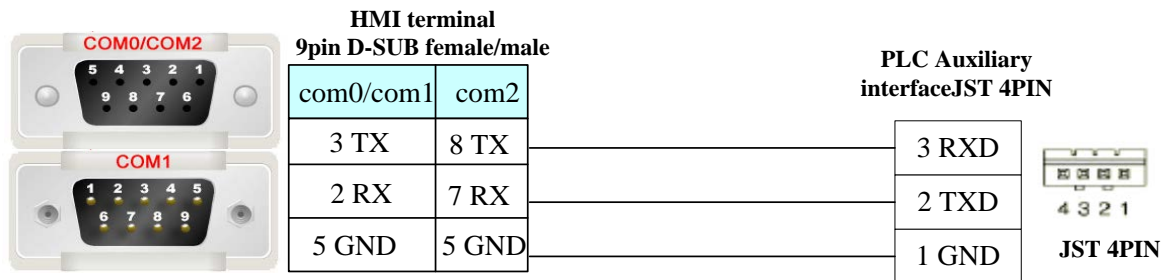 HMI terminal
9pin D-SUB female/male
COM0/COM2
5 4 3 2 1
9 8 7 6
COM1
1 2 3 4 5
6 7 8 9
com0/com1 com2
3 TX 8 TX
2 RX 7 RX
5 GND 5 GND
PLC Auxiliary
interfaceJST 4PIN
3 RXD
2 TXD
1 GND
4 3 2 1
JST 4PIN